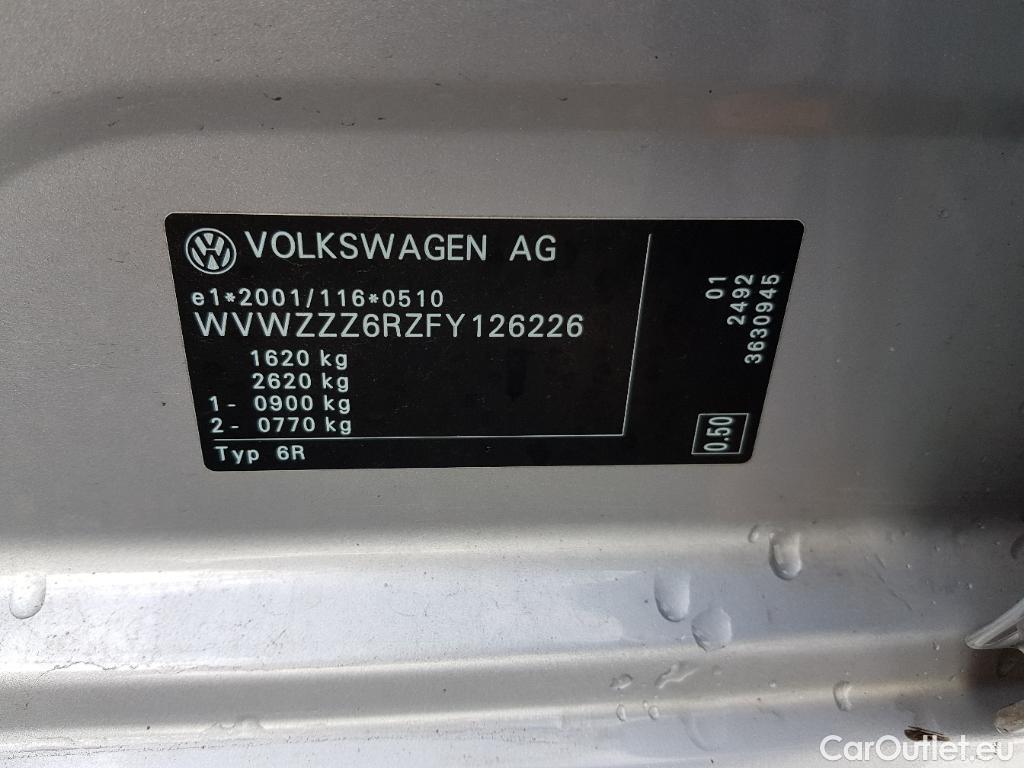 VOLKSWAGEN AG
e1*2001/116*0510
WVWZZZ6RZFY126226
1620 kg
2620 kg
1- 0900 kg
2- 0770 kg
Typ 6R
01
2492
3630945
0.50
CarOutlet.eu